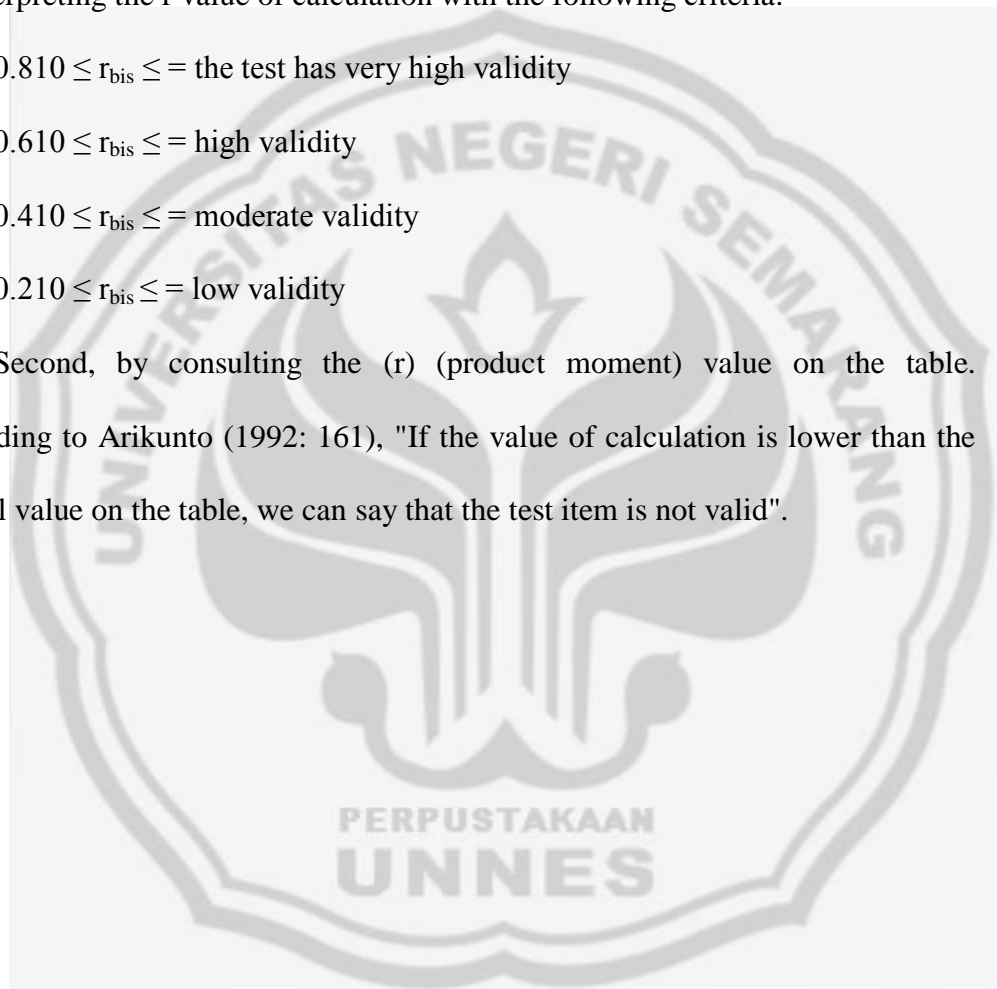 erpreting the r value of calculation with the following criteria:
0.810 ≤ rbis ≤ = the test has very high validity
0.610 ≤ rbis ≤ = high validity
0.410 ≤ rbis ≤ = moderate validity
0.210 ≤ rbis ≤ = low validity
Second, by consulting the (r) (product moment) value on the table.
ding to Arikunto (1992: 161), "If the value of calculation is lower than the
l value on the table, we can say that the test item is not valid".
UNIVERSITAS NEGERI SEMARANG
PERPUSTAKAAN
UNNES